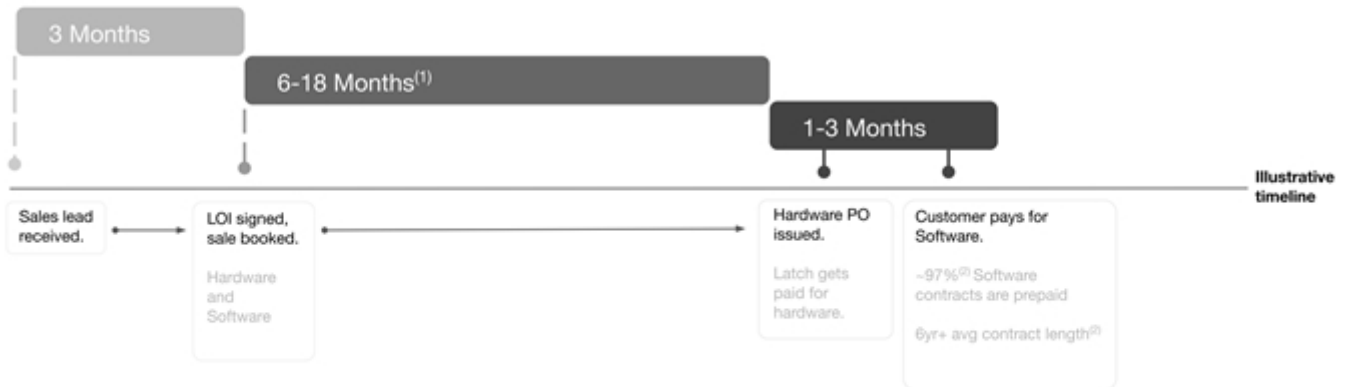 3 Months
6-18 Months(1)
1-3 Months
Illustrative
timeline
Sales lead
received.
LOI signed,
sale booked.
Hardware
and
Software
Hardware PO
issued.
Latch gets
paid for
hardware.
Customer pays for
Software.
~97%(2) Software
contracts are prepaid
6yr+ avg contract length(2)